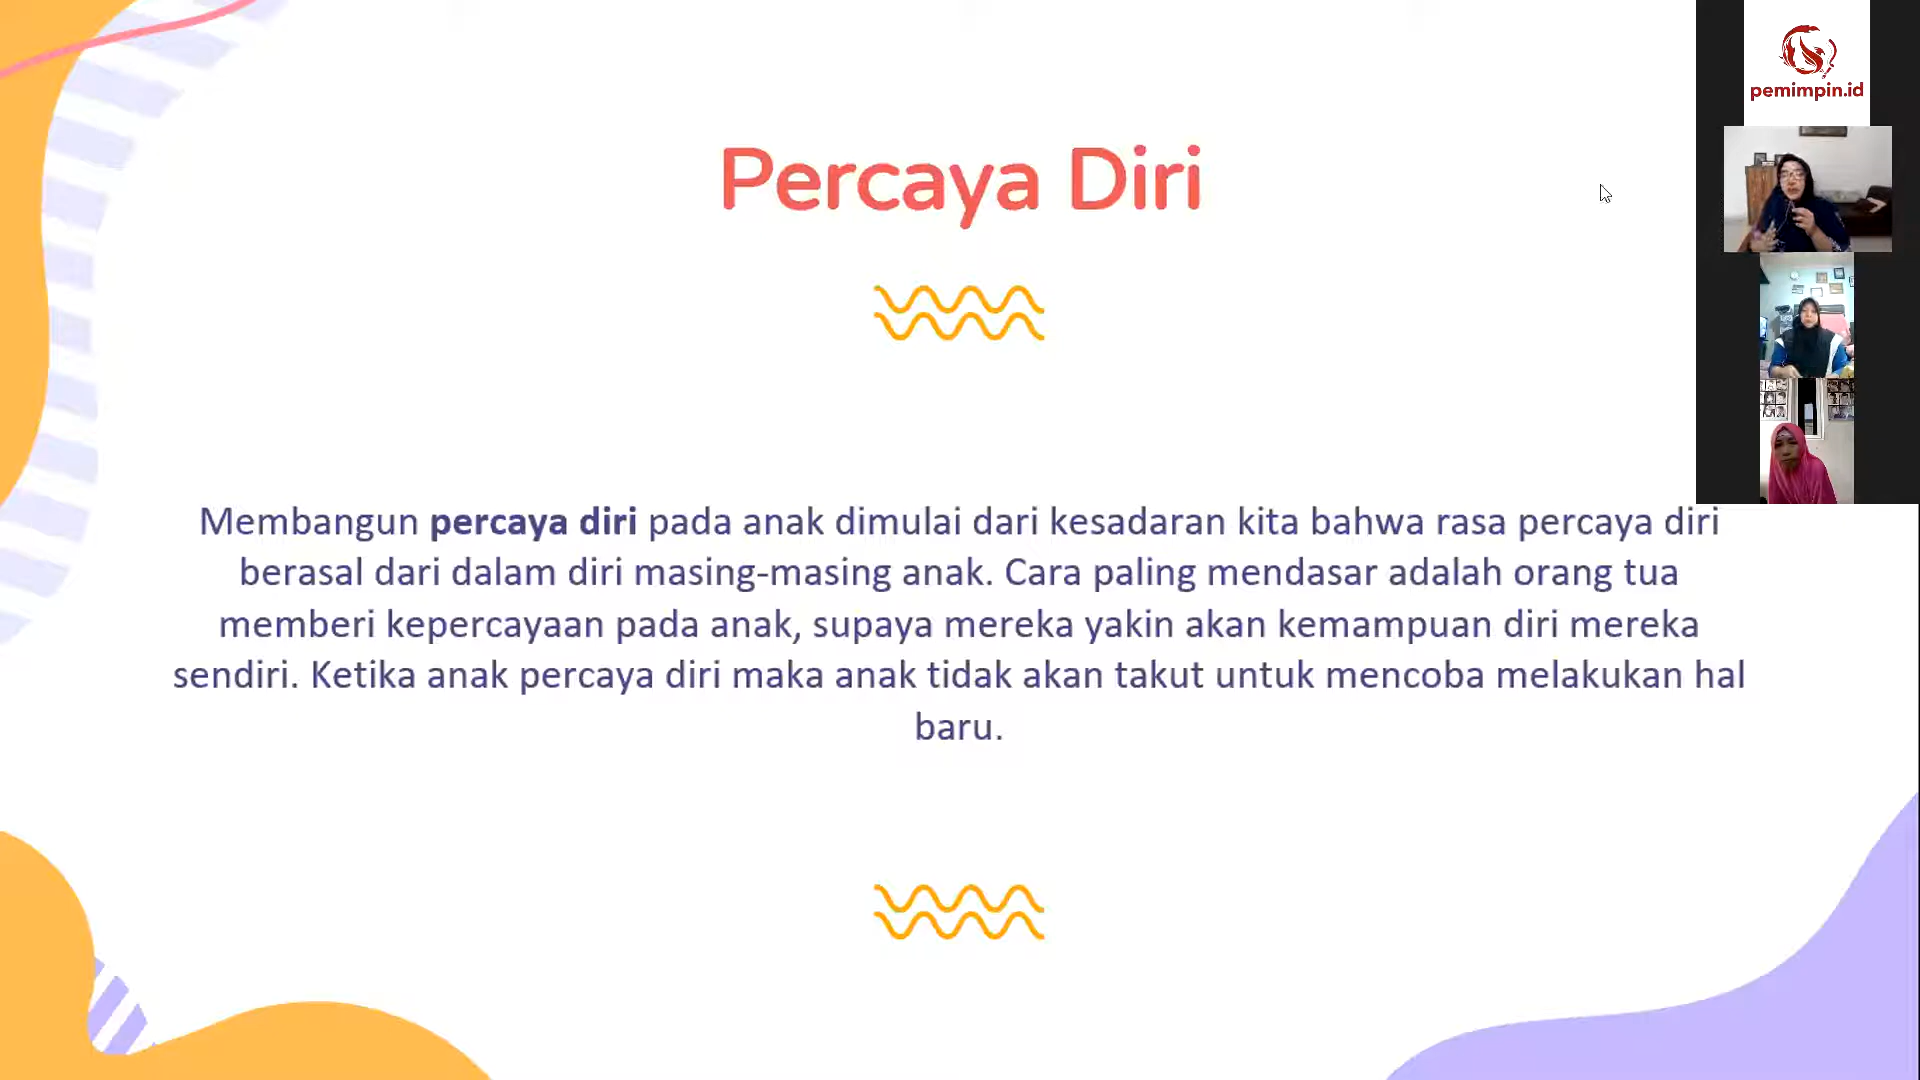 pemimpin.id
Percaya Diri
Membangun percaya diri pada anak dimulai dari kesadaran kita bahwa rasa percaya diri
berasal dari dalam diri masing-masing anak. Cara paling mendasar adalah orang tua
memberi kepercayaan pada anak, supaya mereka yakin akan kemampuan diri mereka
sendiri. Ketika anak percaya diri maka anak tidak akan takut untuk mencoba melakukan hal
baru.